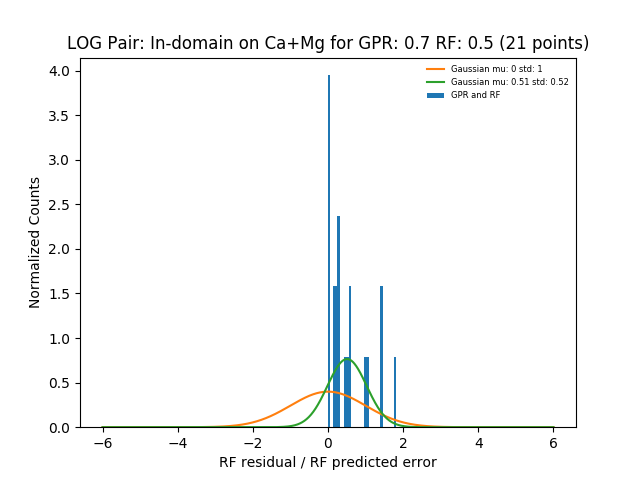 LOG Pair: In-domain on Ca+Mg for GPR: 0.7 RF: 0.5 (21 points)
Gaussian mu: 0 std: 1
Gaussian mu: 0.51 std: 0.52
GPR and RF
Normalized Counts
4.0
3.5
3.0
2.5
2.0
1.5
1.0
0.5
0.0
−6 −4 −2 0 2 4 6
RF residual / RF predicted error